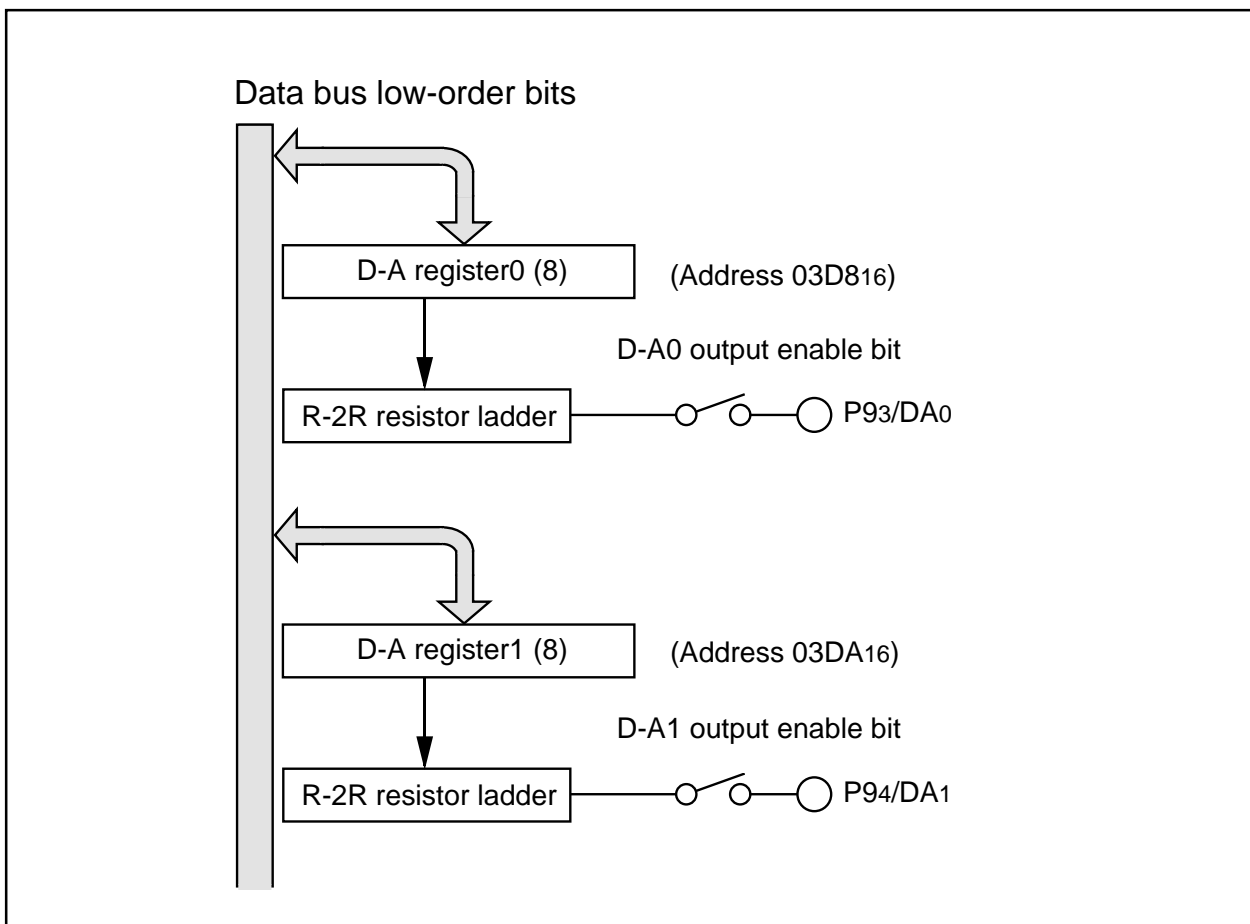 Data bus low-order bits
D-A register0 (8)
(Address 03D816)
D-A0 output enable bit
R-2R resistor ladder
P93/DA0
D-A register1 (8)
(Address 03DA16)
D-A1 output enable bit
R-2R resistor ladder
P94/DA1